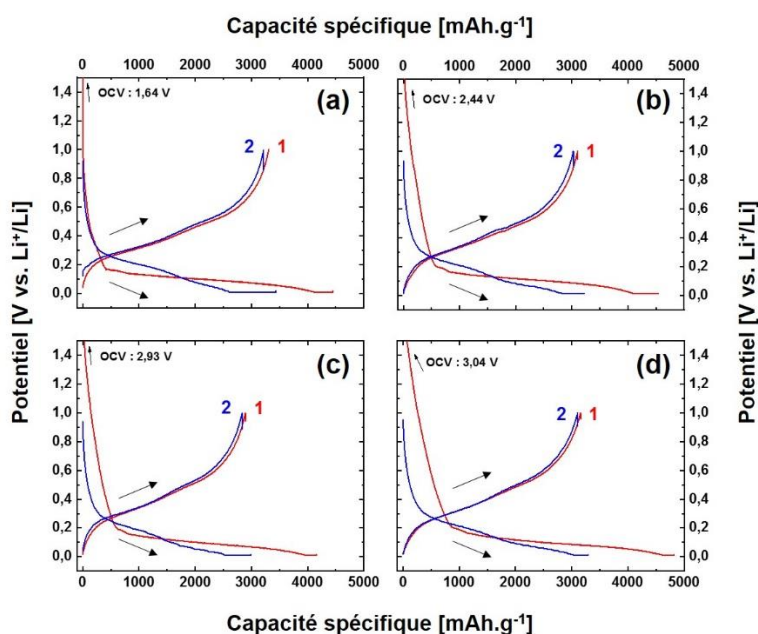 Capacité spécifique [mAh.g-1]
0 1000 2000 3000 4000 5000 0 1000 2000 3000 4000 5000
1,4 OCV : 1,64 V (a) OCV : 2,44 V (b) 1,4
1,2 1,2
1,0 2 1 2 1 1,0
0,8 0,8
0,6 0,6
0,4 0,4
0,2 0,2
0,0 0,0
Potentiel [V vs. Li+/Li]
Potentiel [V vs. Li+/Li]
1,4 OCV : 2,93 V (c) OCV : 3,04 V (d) 1,4
1,2 1,2
1,0 2 1 2 1 1,0
0,8 0,8
0,6 0,6
0,4 0,4
0,2 0,2
0,0 0,0
0 1000 2000 3000 4000 5000 0 1000 2000 3000 4000 5000
Capacité spécifique [mAh.g-1]